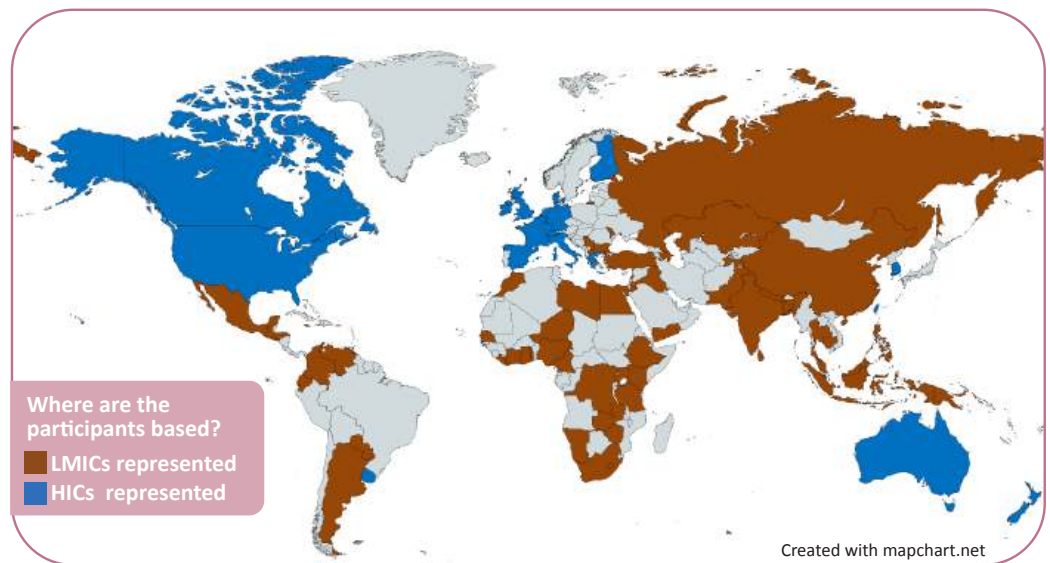 Where are the
participants based?
LMICs represented
HICs represented
Created with mapchart.net